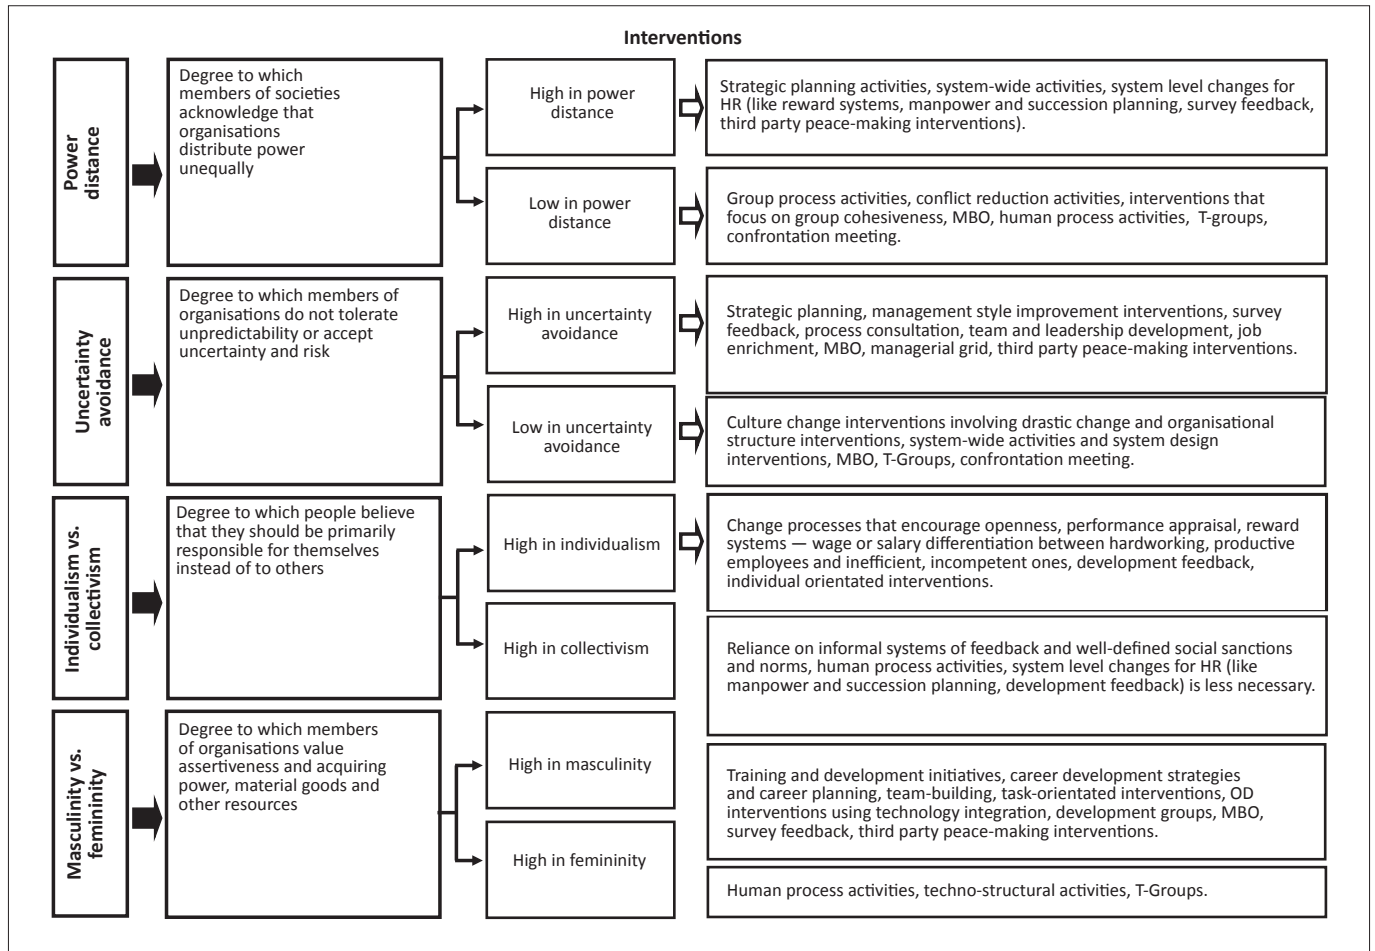 Interventions
Power
distance
Degree to which
members of societies
acknowledge that
organisations
distribute power
unequally
High in power
distance
Strategic planning activities, system-wide activities, system level changes for
HR (like reward systems, manpower and succession planning, survey feedback,
third party peace-making interventions).
Low in power
distance
Group process activities, conflict reduction activities, interventions that
focus on group cohesiveness, MBO, human process activities, T-groups,
confrontation meeting.
Uncertainty
avoidance
Degree to which members of
organisations do not tolerate
unpredictability or accept
uncertainty and risk
High in uncertainty
avoidance
Strategic planning, management style improvement interventions, survey
feedback, process consultation, team and leadership development, job
enrichment, MBO, managerial grid, third party peace-making interventions.
Low in uncertainty
avoidance
Culture change interventions involving drastic change and organisational
structure interventions, system-wide activities and system design
interventions, MBO, T-Groups, confrontation meeting.
Individualism vs.
collectivism
Degree to which people believe
that they should be primarily
responsible for themselves
instead of to others
High in individualism
Change processes that encourage openness, performance appraisal, reward
systems — wage or salary differentiation between hardworking, productive
employees and inefficient, incompetent ones, development feedback,
individual orientated interventions.
High in collectivism
Reliance on informal systems of feedback and well-defined social sanctions
and norms, human process activities, system level changes for HR (like
manpower and succession planning, development feedback) is less necessary.
Masculinity vs.
femininity
Degree to which members
of organisations value
assertiveness and acquiring
power, material goods and
other resources
High in masculinity
Training and development initiatives, career development strategies
and career planning, team-building, task-orientated interventions, OD
interventions using technology integration, development groups, MBO,
survey feedback, third party peace-making interventions.
High in femininity
Human process activities, techno-structural activities, T-Groups.